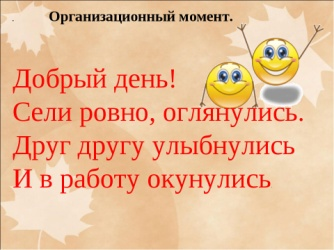 Организационный момент.
Добрый день!
Сели ровно, оглянулись.
Друг другу улыбнулись
И в работу окунулись